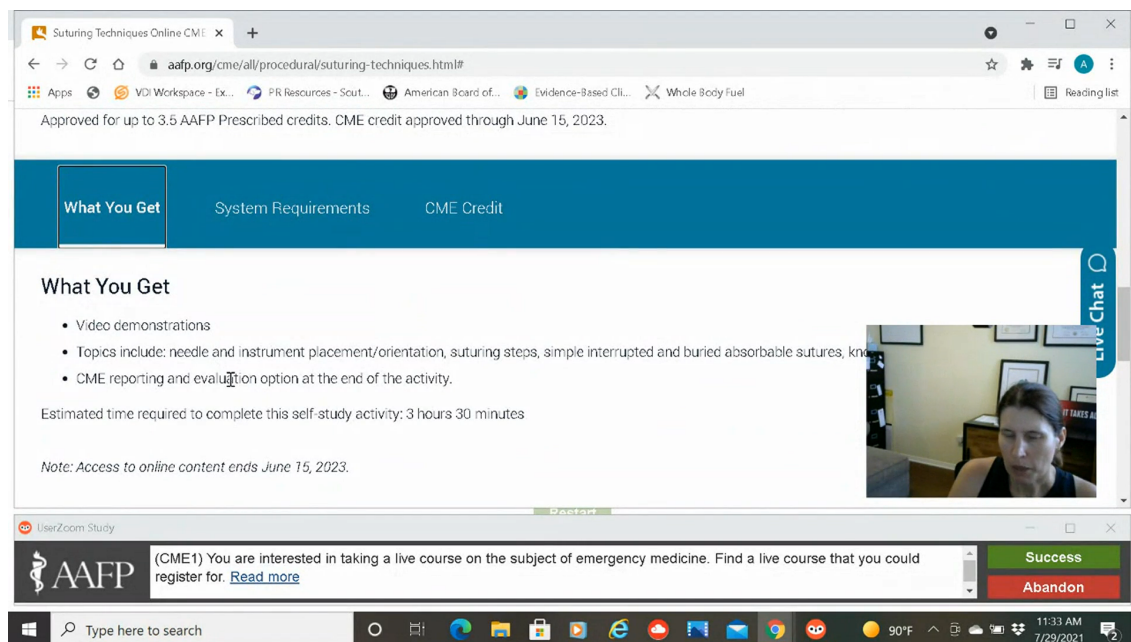 Suturing Techniques Online CME
aafp.org/cme/all/procedural/suturing-techniques.html#
A
Apps
VDI Workspace - Ex...
PR Resources - Scut...
American Board of...
Evidence-Based Cli...
Whole Body Fuel
Reading list
Approved for up to 3.5 AAFP Prescribed credits. CME credit approved through June 15, 2023.
What You Get
System Requirements
CME Credit
What You Get
• Video demonstrations
• Topics include: needle and instrument placement/orientation, suturing steps, simple interrupted and buried absorbable sutures,
• CME reporting and evaluation option at the end of the activity.
Estimated time required to complete this self-study activity: 3 hours 30 minutes
Note: Access to online content ends June 15, 2023.
Live Chat
IT TAKES
Restart
UserZoom Study
AAFP
(CME1) You are interested in taking a live course on the subject of emergency medicine. Find a live course that you could
register for. Read more
Success
Abandon
Type here to search
90°F
11:33 AM
7/29/2021
2